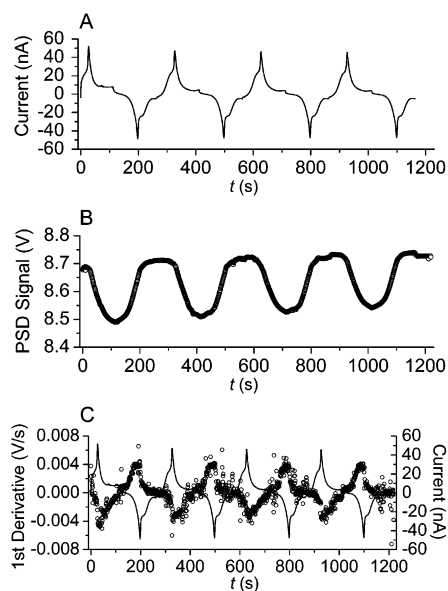 A
Current (nA)
60
40
20
0
-20
-40
-60
0 200 400 600 800 1000 1200
t (s)
B
PSD Signal (V)
8.8
8.7
8.6
8.5
8.4
0 200 400 600 800 1000 1200
t (s)
C
1st Derivative (V/s)
0.008
0.004
0.000
-0.004
-0.008
60
40
20
0
-20
-40
-60
Current (nA)
0 200 400 600 800 1000 1200
t (s)